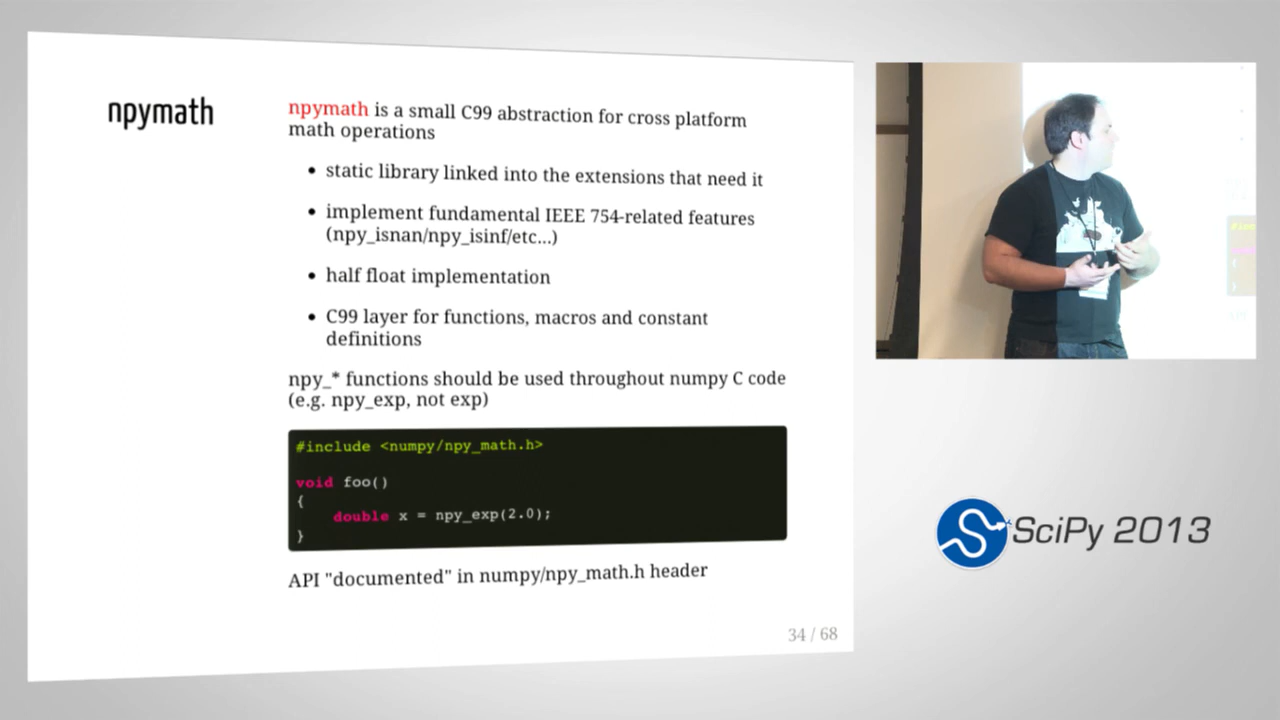 npymath
npymath is a small C99 abstraction for cross platform
math operations
• static library linked into the extensions that need it
• implement fundamental IEEE 754-related features
(npy_isnan/npy_isinf/etc...)
• half float implementation
• C99 layer for functions, macros and constant
definitions
npy_* functions should be used throughout numpy C code
(e.g. npy_exp, not exp)
#include <numpy/npy_math.h>
void foo()
{
double x = npy_exp(2.0);
}
API "documented" in numpy/npy_math.h header
34 / 68
SciPy 2013